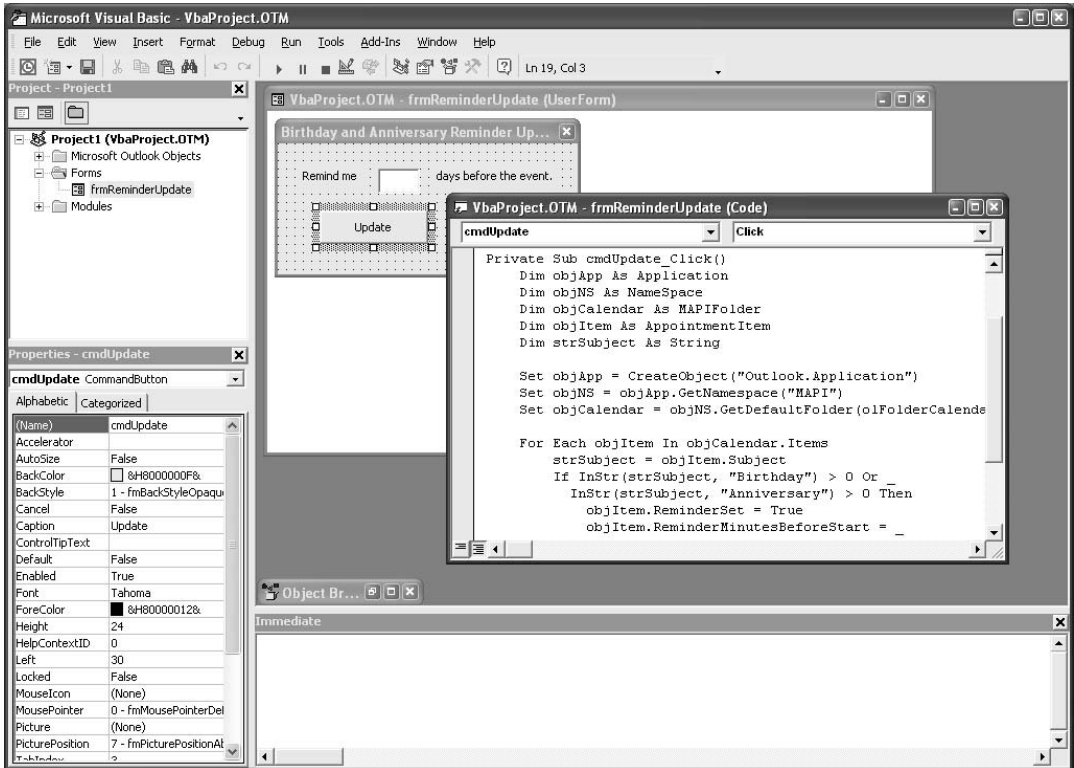 Microsoft Visual Basic - VbaProject.OTM
File Edit View Insert Format Debug Run Tools Add-Ins Window Help
Ln 19, Col 3
Project - Project1
Project1 (VbaProject.OTM)
Microsoft Outlook Objects
Forms
frmReminderUpdate
Modules
Properties - cmdUpdate
cmdUpdate CommandButton
Alphabetic Categorized
(Name) cmdUpdate
Accelerator
AutoSize False
BackColor &H8000000F&
BackStyle 1 - fmBackStyleOpaqu
Cancel False
Caption Update
ControlTipText
Default False
Enabled True
Font Tahoma
ForeColor &H80000012&
Height 24
HelpContextID 0
Left 30
Locked False
MouseIcon (None)
MousePointer 0 - fmMousePointerDef
Picture (None)
PicturePosition 7 - fmPicturePositionAb
TabIndex
VbaProject.OTM - frmReminderUpdate (UserForm)
Birthday and Anniversary Reminder Up...
Remind me days before the event.
Update
VbaProject.OTM - frmReminderUpdate (Code)
cmdUpdate Click
Private Sub cmdUpdate_Click()
Dim objApp As Application
Dim objNS As NameSpace
Dim objCalendar As MAPIFolder
Dim objItem As AppointmentItem
Dim strSubject As String
Set objApp = CreateObject("Outlook.Application")
Set objNS = objApp.GetNamespace("MAPI")
Set objCalendar = objNS.GetDefaultFolder(olFolderCalenda
For Each objItem In objCalendar.Items
strSubject = objItem.Subject
If InStr(strSubject, "Birthday") > 0 Or _
InStr(strSubject, "Anniversary") > 0 Then
objItem.ReminderSet = True
objItem.ReminderMinutesBeforeStart = _
Object Br...
Immediate